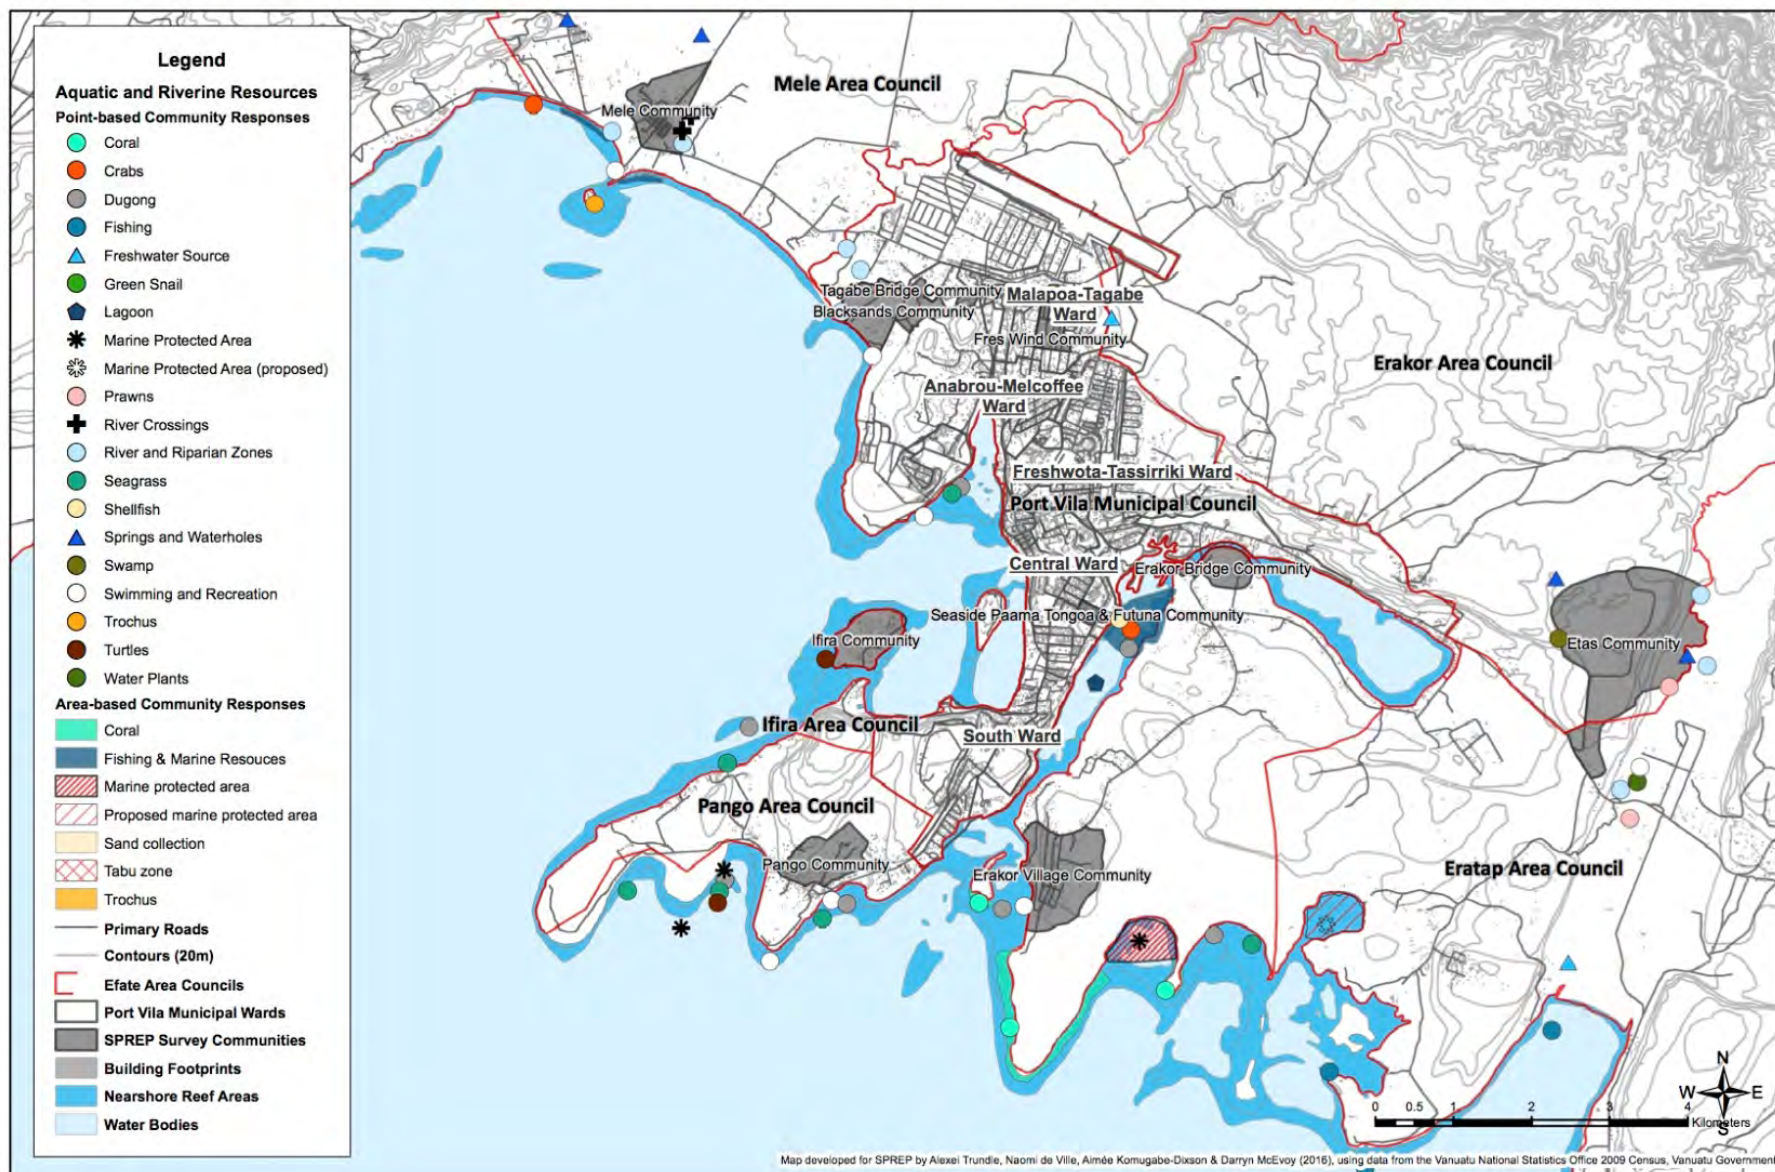 Legend
Aquatic and Riverine Resources
Point-based Community Responses
Coral
Crabs
Dugong
Fishing
Freshwater Source
Green Snail
Lagoon
Marine Protected Area
Marine Protected Area (proposed)
Prawns
River Crossings
River and Riparian Zones
Seagrass
Shellfish
Springs and Waterholes
Swamp
Swimming and Recreation
Trochus
Turtles
Water Plants
Area-based Community Responses
Coral
Fishing & Marine Resouces
Marine protected area
Proposed marine protected area
Sand collection
Tabu zone
Trochus
Primary Roads
Contours (20m)
Efate Area Councils
Port Vila Municipal Wards
SPREP Survey Communities
Building Footprints
Nearshore Reef Areas
Water Bodies
Mele Area Council
Mele Community
Tagabe Bridge Community
Malapoa-Tagabe
Ward
Blacksands Community
Fres Wind Community
Erakor Area Council
Anabrou-Melcoffee
Ward
Freshwota-Tassirriki Ward
Port Vila Municipal Council
Central Ward
Erakor Bridge Community
Seaside Paama Tongoa & Futuna Community
Ifira Community
Etas Community
Ifira Area Council
South Ward
Pango Area Council
Pango Community
Erakor Village Community
Eratap Area Council
N
W
E
S
0 0.5 1 2 3 4
Kilometers
Map developed for SPREP by Alexei Trundle, Naomi de Ville, Aimée Komugabe-Dixson & Darryn McEvoy (2016), using data from the Vanuatu National Statistics Office 2009 Census, Vanuatu Government